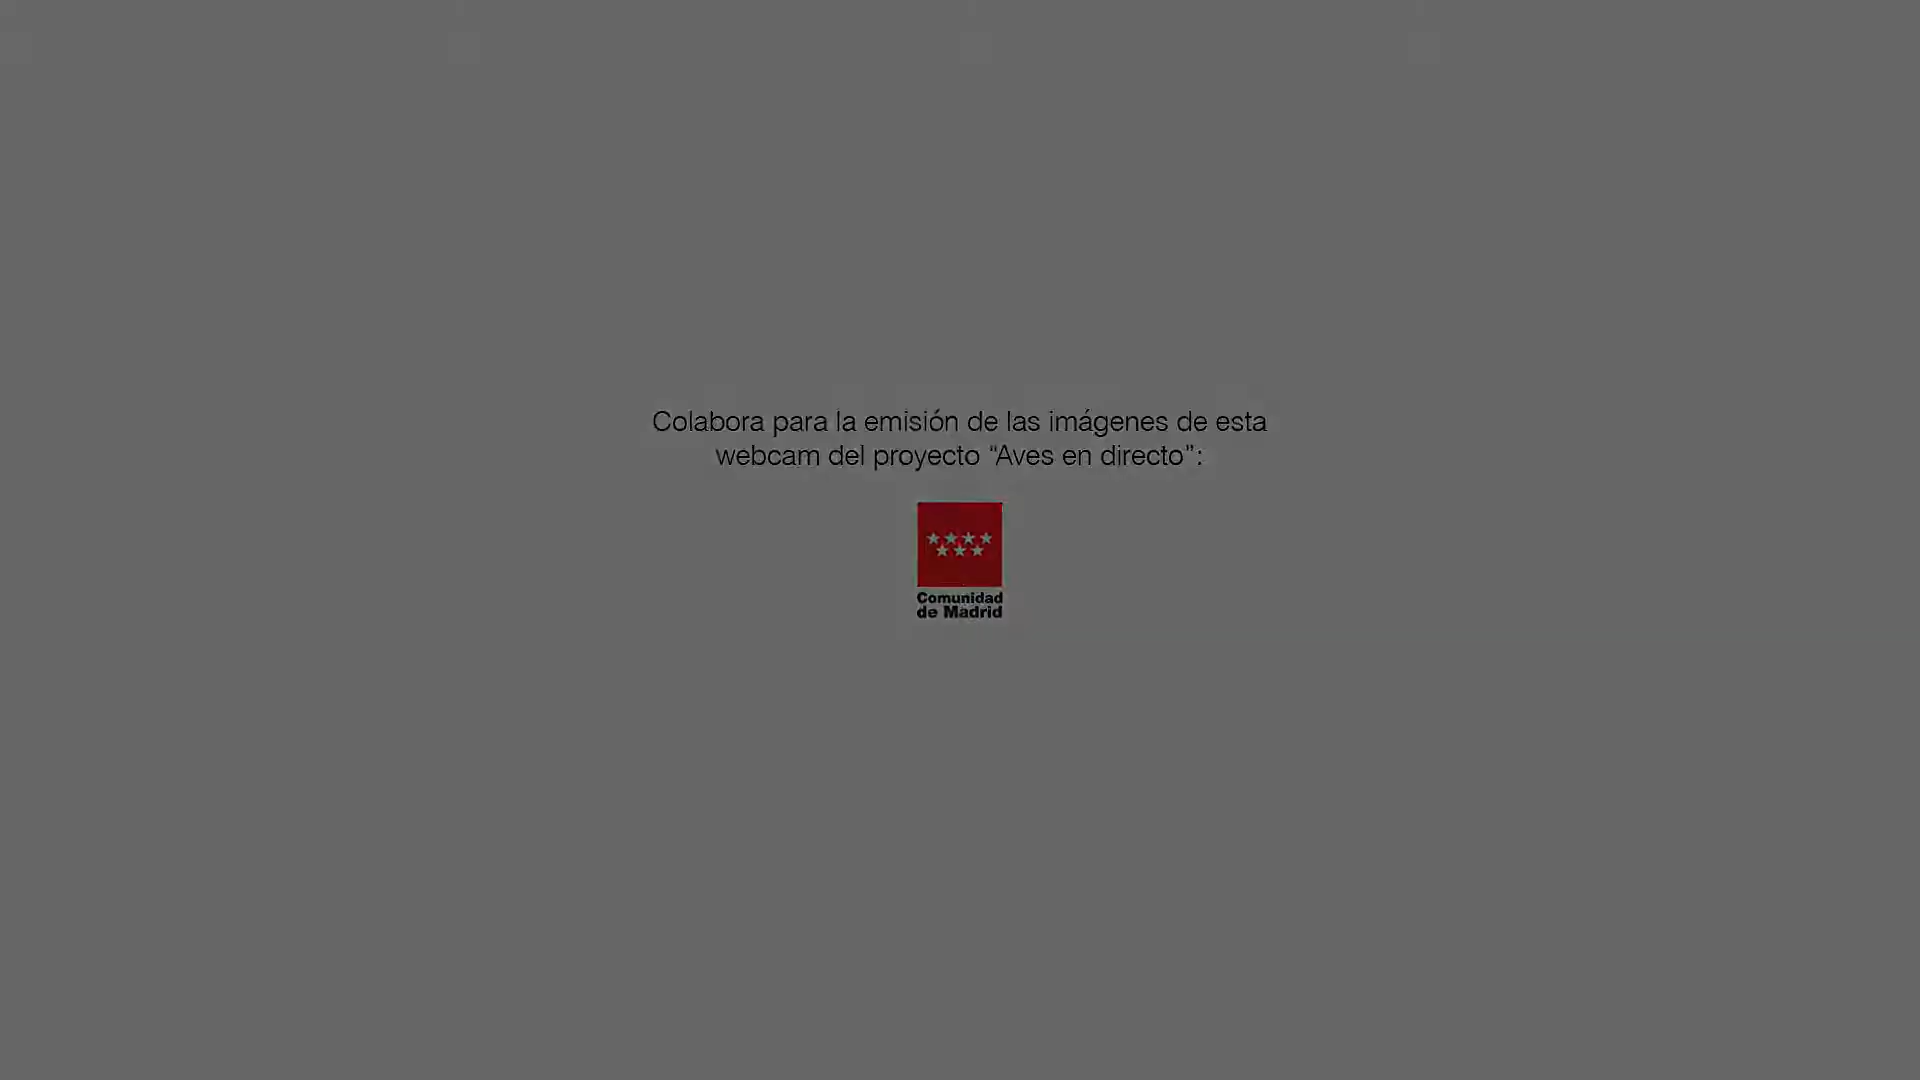 Colabora para la emisión de las imágenes de esta
webcam del proyecto “Aves en directo”:
Comunidad
de Madrid